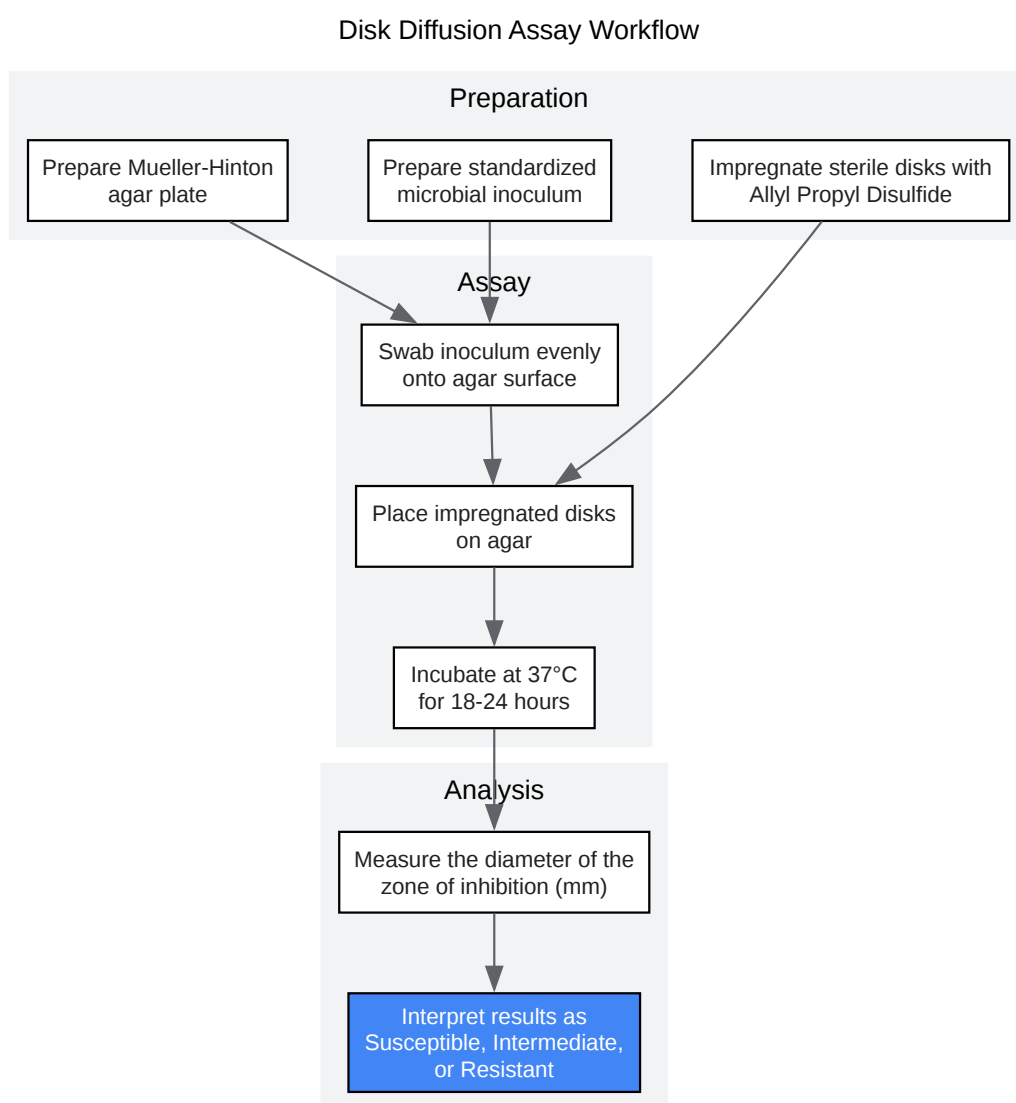 Disk Diffusion Assay Workflow
Preparation
Prepare Mueller-Hinton
agar plate
Prepare standardized
microbial inoculum
Impregnate sterile disks with
Allyl Propyl Disulfide
Assay
Swab inoculum evenly
onto agar surface
Place impregnated disks
on agar
Incubate at 37°C
for 18-24 hours
Analysis
Measure the diameter of the
zone of inhibition (mm)
Interpret results as
Susceptible, Intermediate,
or Resistant